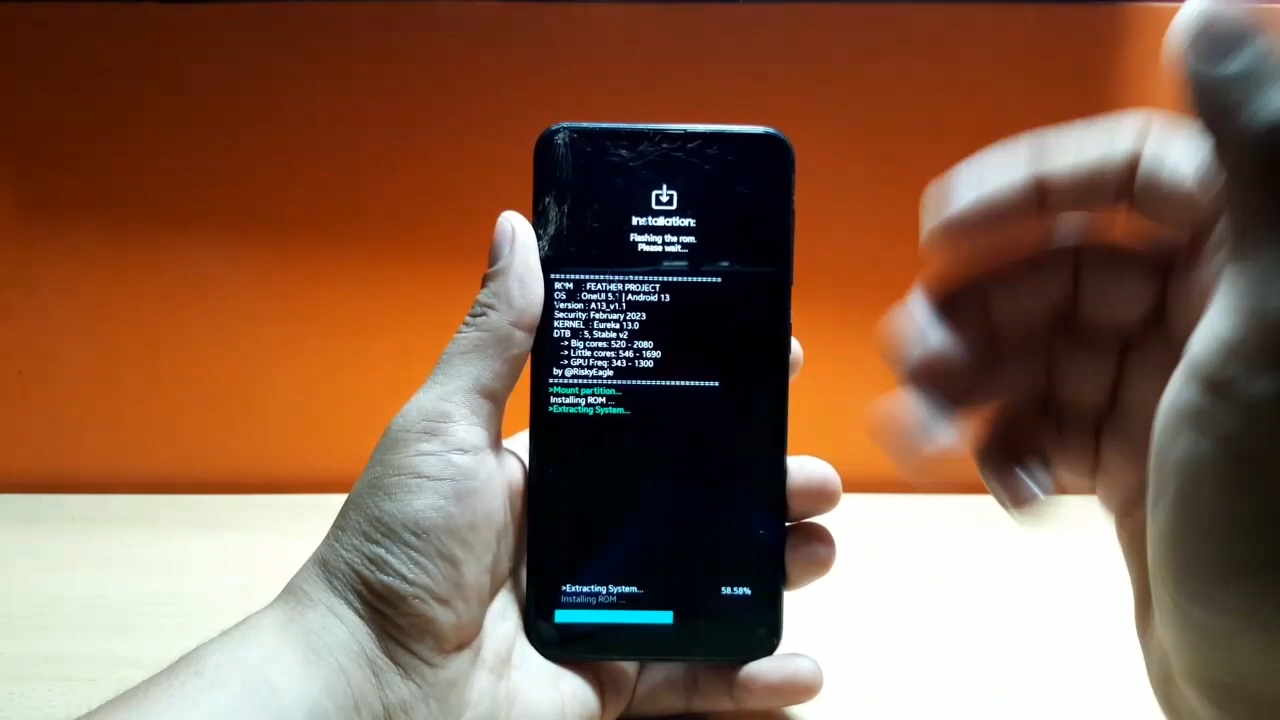 Installation:
Flashing the rom.
Please wait...
==================================
ROM : FEATHER PROJECT
OS : OneUI 5.1 | Android 13
Version : A13_v1.1
Security: February 2023
KERNEL : Eureka 13.0
DTB : 5, Stable v2
-> Big cores: 520 - 2080
-> Little cores: 546 - 1690
-> GPU Freq: 343 - 1300
by @RiskyEagle
==================================
>Mount partition...
Installing ROM ...
>Extracting System...
>Extracting System... 58.58%
Installing ROM ...